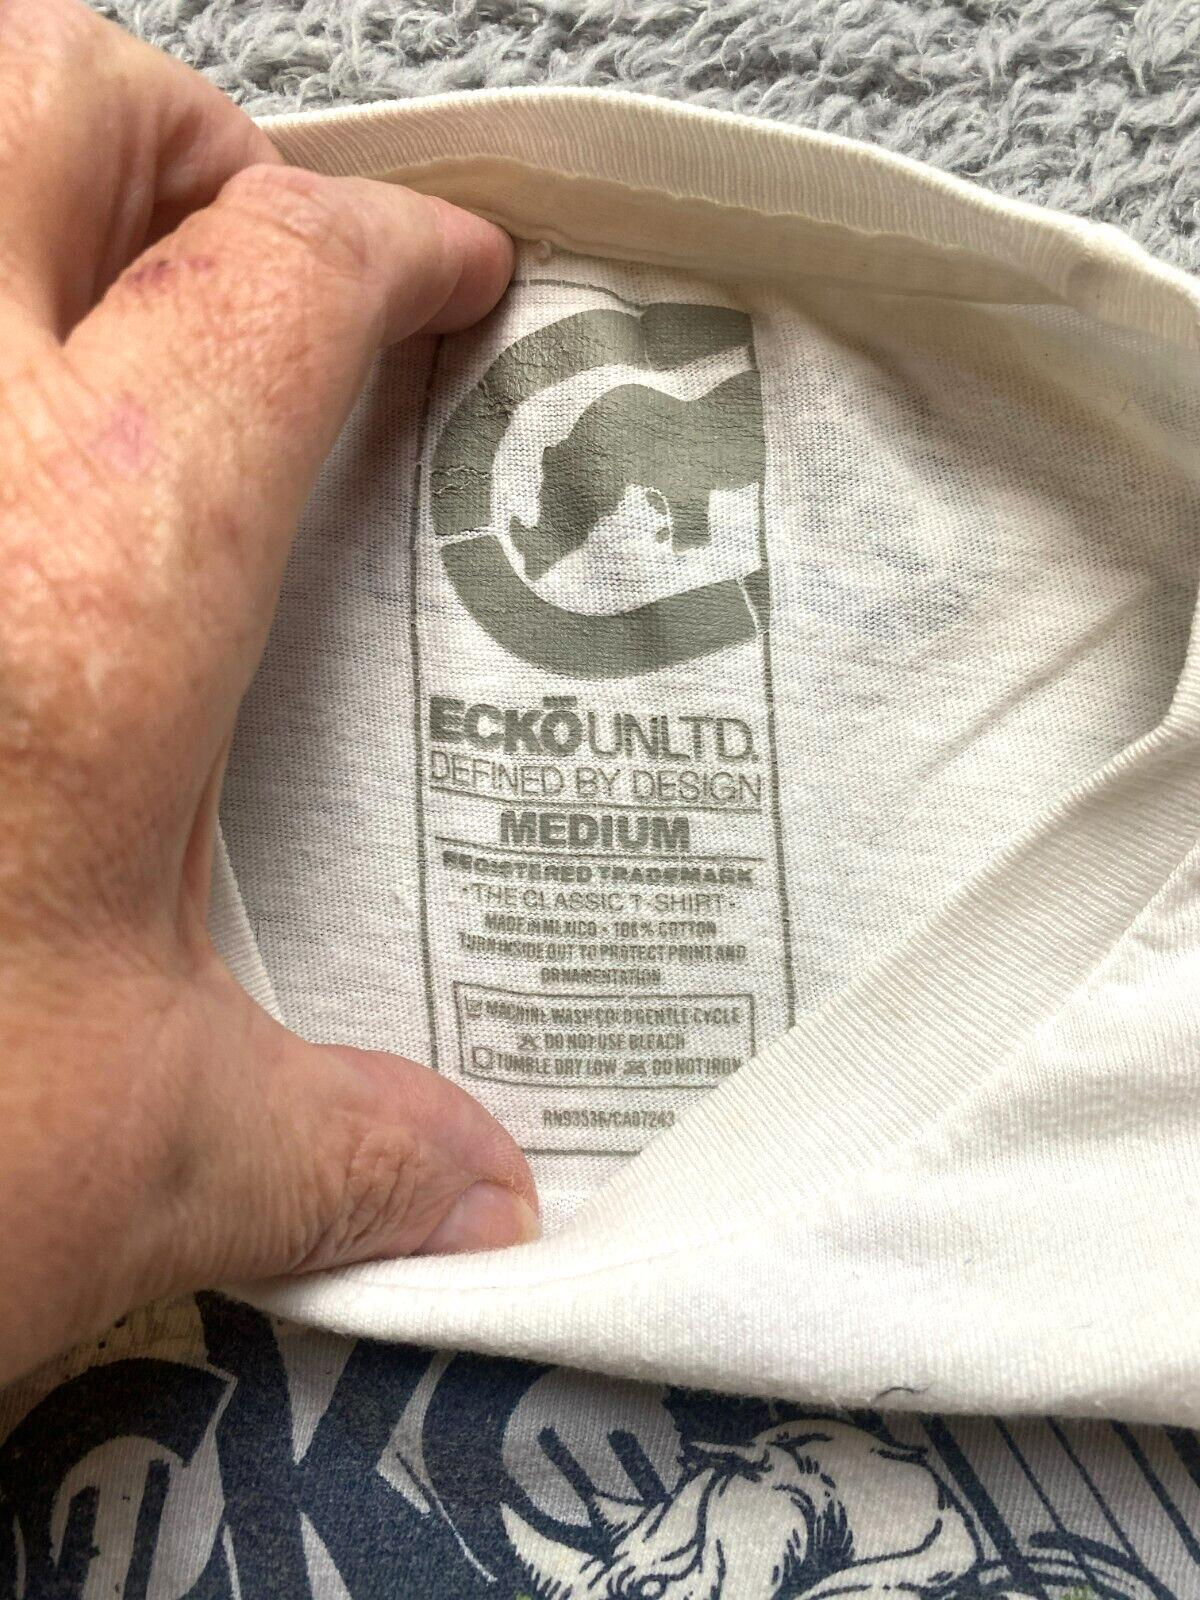 ECKŌ UNLTD.
DEFINED BY DESIGN
MEDIUM
REGISTERED TRADEMARK
• THE CLASSIC T-SHIRT •
MADE IN MEXICO • 100% COTTON
TURN INSIDE OUT TO PROTECT PRINT AND
ORNAMENTATION
MACHINE WASH COLD GENTLE CYCLE
DO NOT USE BLEACH
TUMBLE DRY LOW DO NOT IRON
RN93536/CA07243